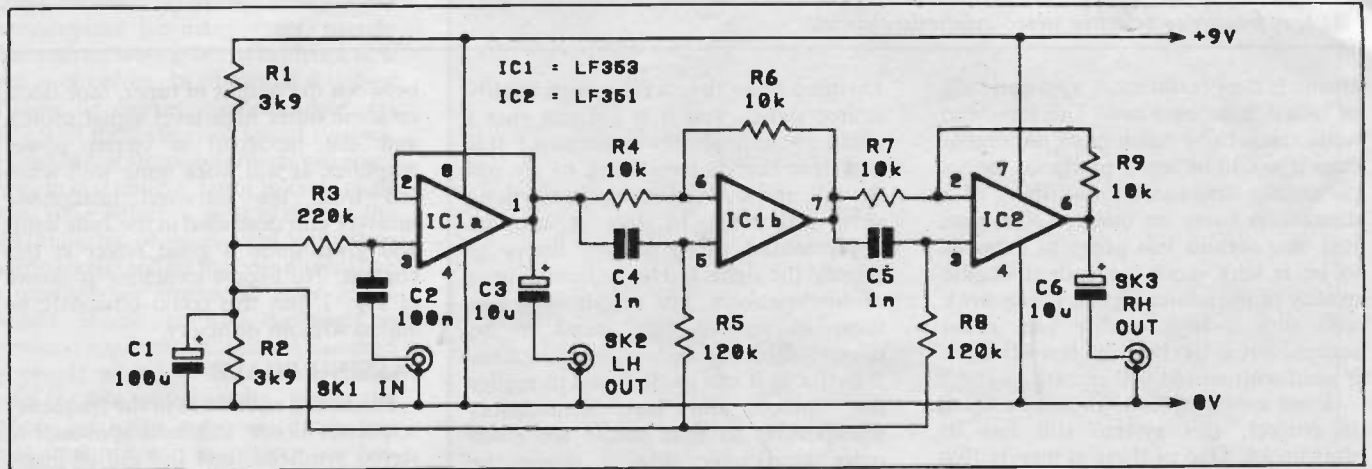 +9V
R1
3k9
IC1 = LF353
IC2 = LF351
R6
10k
R4
10k
R7
10k
R9
10k
R3
220k
2
8
1
IC1a
3
4
IC1b
7
5
2
7
6
IC2
3
4
C4
1n
C5
1n
C2
100n
+
C3
10u
+
C6
10u
SK3
RH
OUT
+
C1
100u
R2
3k9
SK1 IN
SK2
LH
OUT
R5
120k
R8
120k
0V